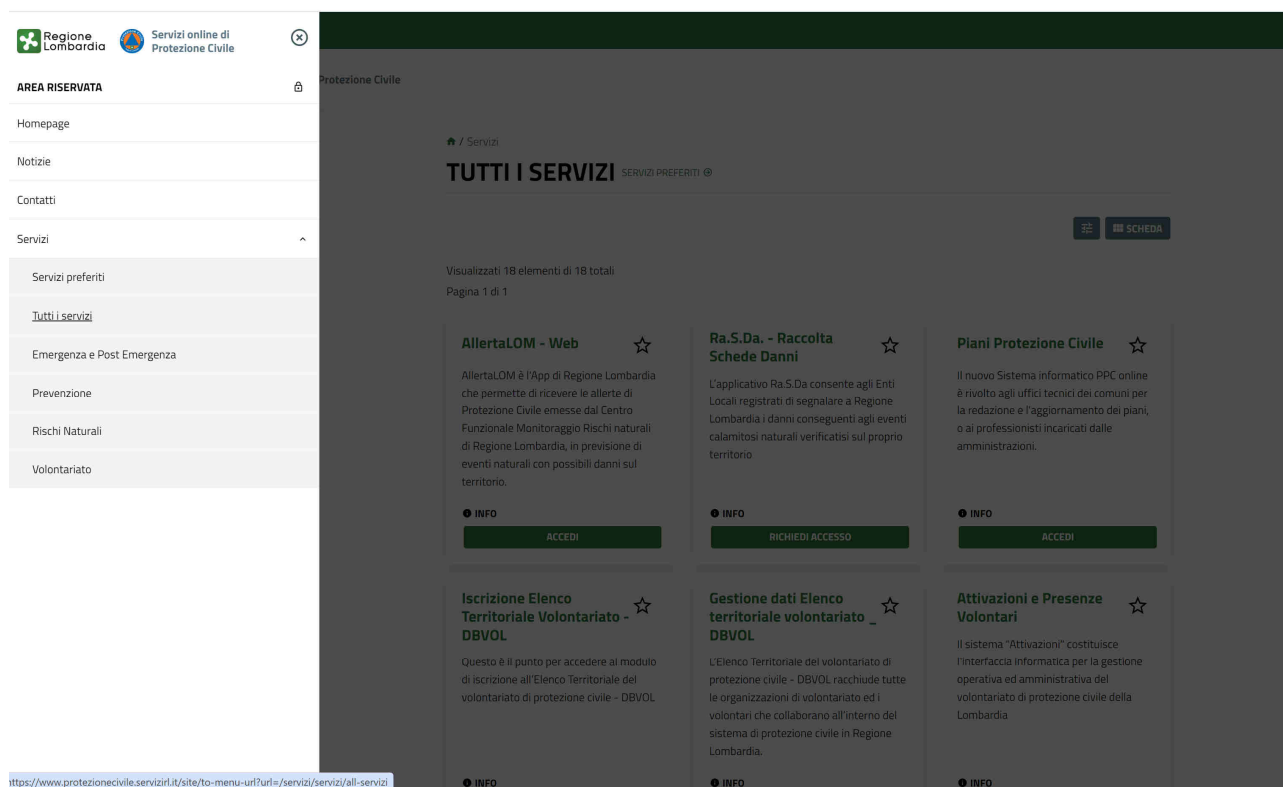 Regione
Lombardia
Servizi online di
Protezione Civile
AREA RISERVATA
Homepage
Notizie
Contatti
Servizi
Servizi preferiti
Tutti i servizi
Emergenza e Post Emergenza
Prevenzione
Rischi Naturali
Volontariato
Protezione Civile
/ Servizi
TUTTI I SERVIZI SERVIZI PREFERITI
SCHEDA
Visualizzati 18 elementi di 18 totali
Pagina 1 di 1
AllertaLOM - Web
AllertaLOM è l'App di Regione Lombardia
che permette di ricevere le allerte di
Protezione Civile emesse dal Centro
Funzionale Monitoraggio Rischi naturali
di Regione Lombardia, in previsione di
eventi naturali con possibili danni sul
territorio.
INFO
ACCEDI
Ra.S.Da. - Raccolta
Schede Danni
L'applicativo Ra.S.Da consente agli Enti
Locali registrati di segnalare a Regione
Lombardia i danni conseguenti agli eventi
calamitosi naturali verificatisi sul proprio
territorio
INFO
RICHIEDI ACCESSO
Piani Protezione Civile
Il nuovo Sistema informatico PPC online
è rivolto agli uffici tecnici dei comuni per
la redazione e l'aggiornamento dei piani,
o ai professionisti incaricati dalle
amministrazioni.
INFO
ACCEDI
Iscrizione Elenco
Territoriale Volontariato -
DBVOL
Questo è il punto per accedere al modulo
di iscrizione all'Elenco Territoriale del
volontariato di protezione civile - DBVOL
INFO
Gestione dati Elenco
territoriale volontariato _
DBVOL
L'Elenco Territoriale del volontariato di
protezione civile - DBVOL racchiude tutte
le organizzazioni di volontariato ed i
volontari che collaborano all'interno del
sistema di protezione civile in Regione
Lombardia.
INFO
Attivazioni e Presenze
Volontari
Il sistema "Attivazioni" costituisce
l'interfaccia informatica per la gestione
operativa ed amministrativa del
volontariato di protezione civile della
Lombardia
INFO
https://www.protezionecivile.servizirl.it/site/to-menu-url?url=/servizi/servizi/all-servizi